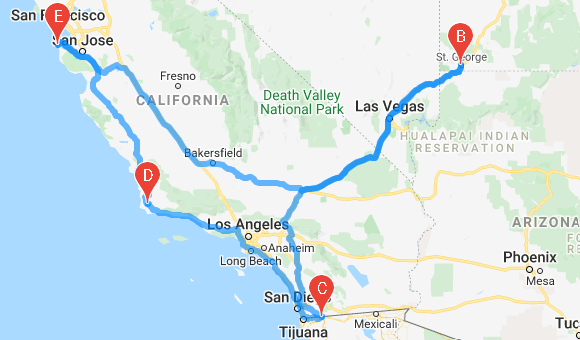 San Francisco
E
San Jose
B
St. George
Fresno
CALIFORNIA
Death Valley
National Park
Las Vegas
HUALAPAI INDIAN
RESERVATION
Bakersfield
D
Los Angeles
Anaheim
Long Beach
ARIZONA
Phoenix
Mesa
San Die
C
Tijuana
Mexicali
Tuc